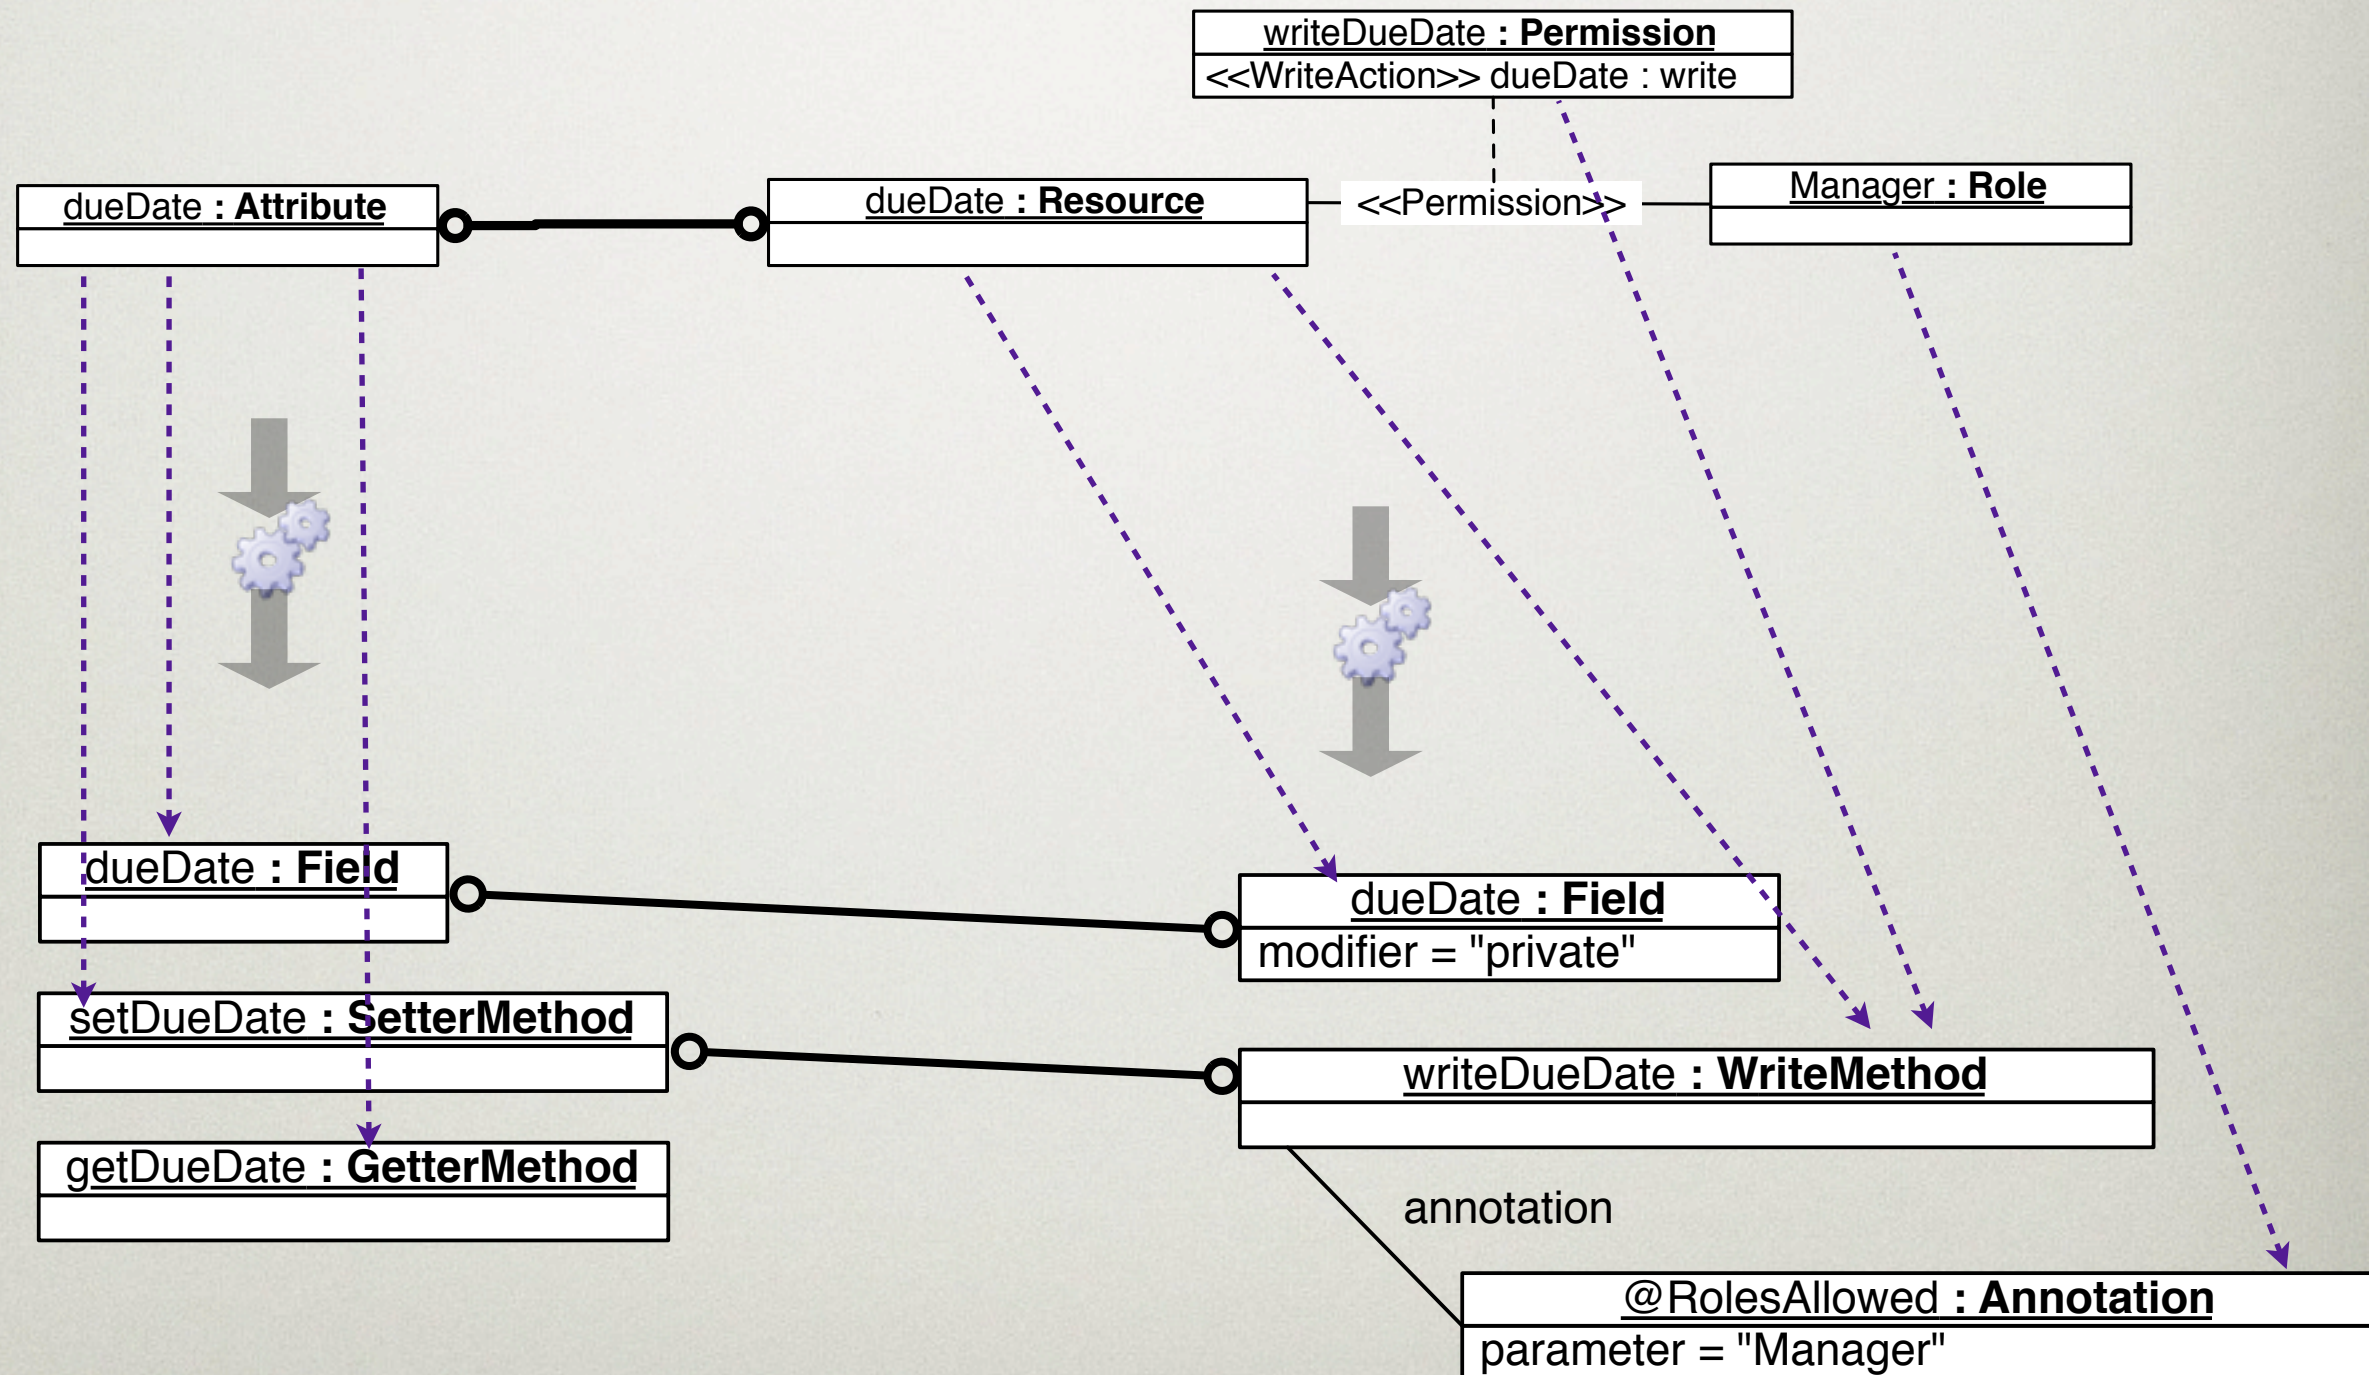 writeDueDate : Permission
<<WriteAction>> dueDate : write
dueDate : Attribute
dueDate : Resource
<<Permission>>
Manager : Role
dueDate : Field
dueDate : Field
modifier = "private"
setDueDate : SetterMethod
writeDueDate : WriteMethod
getDueDate : GetterMethod
annotation
@RolesAllowed : Annotation
parameter = "Manager"